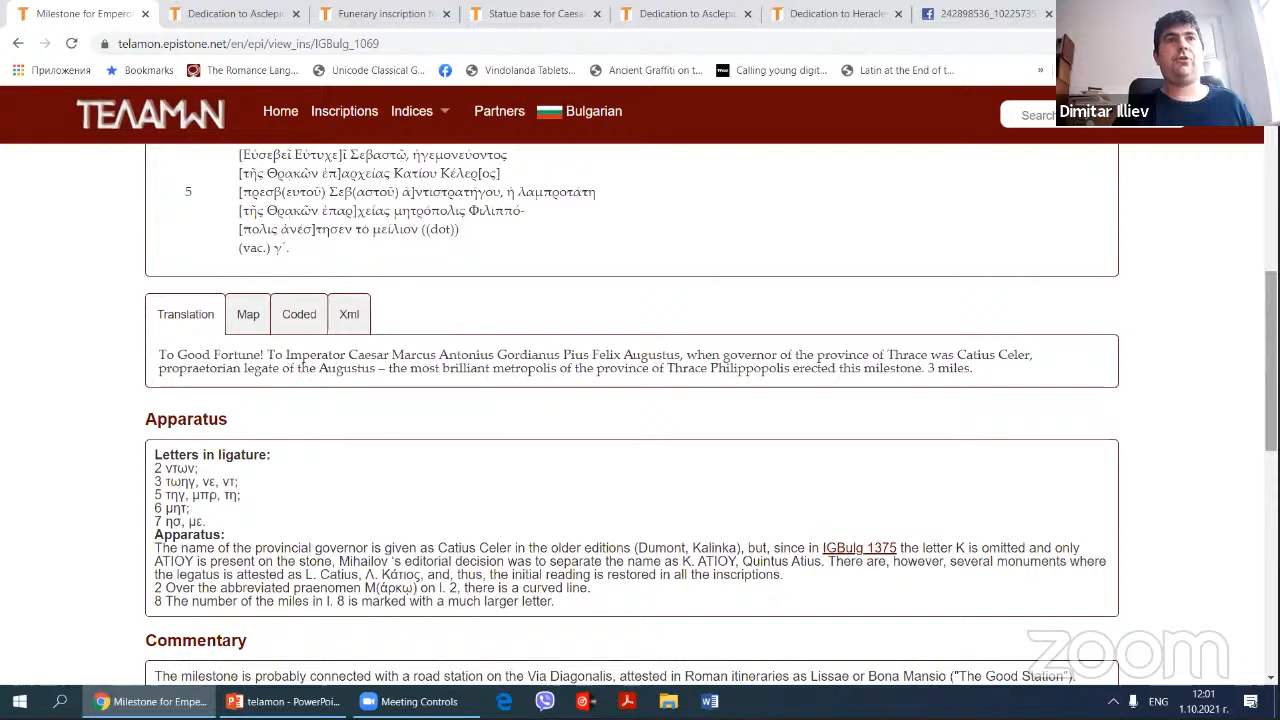 Milestone for Empe
Dedication to Asklepi
Funerary inscription f
Statue base of Caesar
Dedication to Asclepi
Dedication to Heracle
242898536_10225735
telamon.epistone.net/en/epi/view_ins/IGBulg_1069
Приложения
Bookmarks
The Romance Lang...
Unicode Classical G...
Vindolanda Tablets...
Ancient Graffiti on t...
Calling young digit...
Latin at the End of t...
»
Dimitar Illiev
ΤΕΛΑΜΩΝ
Home
Inscriptions
Indices
Partners
Bulgarian
Search
[Εὐσεβεῖ Εὐτυχε]ῖ Σεβαστῷ, ἡγεμονεύοντος
[τῆς Θρᾳκῶν ἐπ]αρχείας Κατίου Κέλερ[ος]
5 [πρεσβ(ευτοῦ) Σεβ(αστοῦ) ἀ]ντιστρατήγου, ἡ λαμπροτάτη
[τῆς Θρᾳκῶν ἐπαρ]χείας μητρόπολις Φιλιππό-
[πολις ἀνέσ]τησεν τὸ μείλιον ((dot))
(vac.) γ´.
Translation
Map
Coded
Xml
To Good Fortune! To Imperator Caesar Marcus Antonius Gordianus Pius Felix Augustus, when governor of the province of Thrace was Catius Celer,
propraetorian legate of the Augustus – the most brilliant metropolis of the province of Thrace Philippopolis erected this milestone. 3 miles.
Apparatus
Letters in ligature:
2 ντων;
3 τωηγ, νε, ντ;
5 τηγ, μπρ, τη;
6 μητ;
7 ησ, με.
Apparatus:
The name of the provincial governor is given as Catius Celer in the older editions (Dumont, Kalinka), but, since in IGBulg 1375 the letter K is omitted and only
ΑΤΙΟΥ is present on the stone, Mihailov's editorial decision was to separate the name as Κ. ΑΤΙΟΥ, Quintus Atius. There are, however, several monuments where
the legatus is attested as L. Catius, Λ. Κάτιος, and, thus, the initial reading is restored in all the inscriptions.
2 Over the abbreviated praenomen Μ(άρκῳ) on l. 2, there is a curved line.
8 The number of the miles in l. 8 is marked with a much larger letter.
Commentary
The milestone is probably connected with a road station on the Via Diagonalis, attested in Roman itineraries as Lissae or Bona Mansio ("The Good Station").
zoom
Milestone for Empe...
telamon - PowerPoi...
Meeting Controls
ENG
12:01
1.10.2021 г.